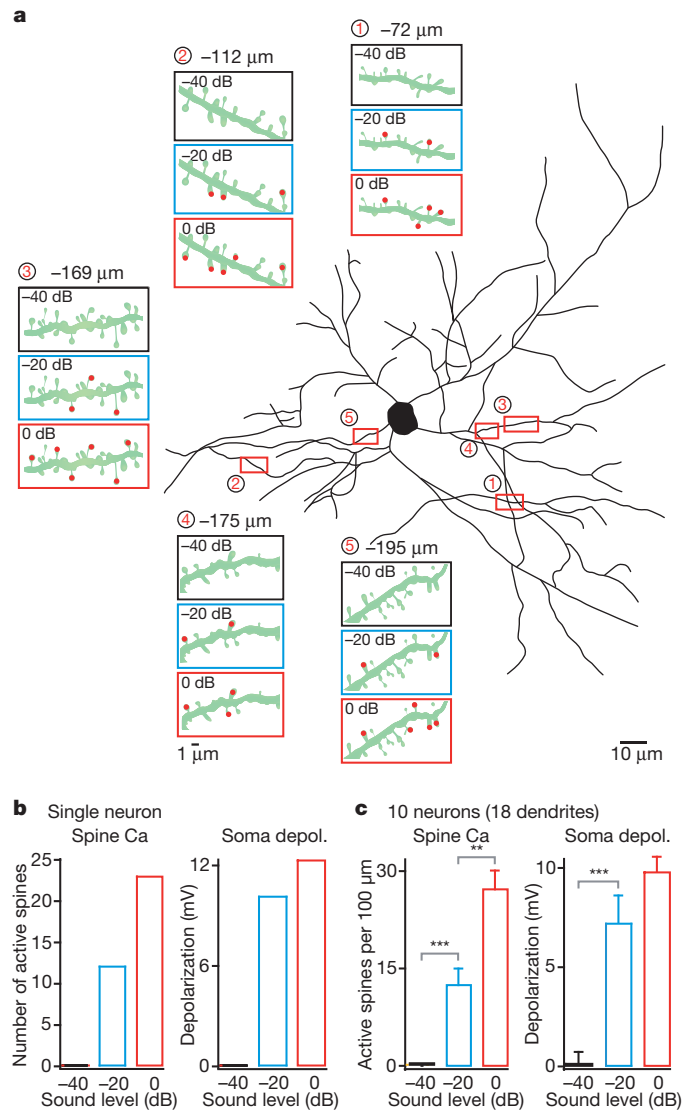 a
① –72 μm
–40 dB
–20 dB
0 dB
② –112 μm
–40 dB
–20 dB
0 dB
③ –169 μm
–40 dB
–20 dB
0 dB
⑤
③
④
②
①
④ –175 μm
–40 dB
–20 dB
0 dB
1 μm
⑤ –195 μm
–40 dB
–20 dB
0 dB
10 μm
b Single neuron
Spine Ca
Number of active spines
25
20
15
10
5
0
–40 –20 0
Sound level (dB)
Soma depol.
Depolarization (mV)
12
6
0
–40 –20 0
Sound level (dB)
c 10 neurons (18 dendrites)
Spine Ca
Active spines per 100 μm
30
15
0
***
**
–40 –20 0
Sound level (dB)
Soma depol.
Depolarization (mV)
10
5
0
***
–40 –20 0
Sound level (dB)